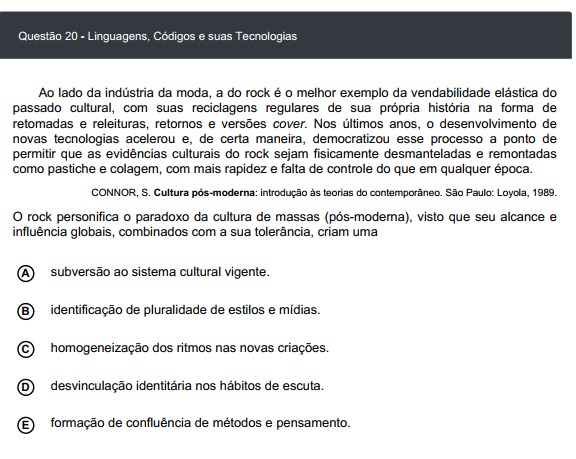 Questão 20 - Linguagens, Códigos e suas Tecnologias
Ao lado da indústria da moda, a do rock é o melhor exemplo da vendabilidade elástica do
passado cultural, com suas reciclagens regulares de sua própria história na forma de
retomadas e releituras, retornos e versões cover. Nos últimos anos, o desenvolvimento de
novas tecnologias acelerou e, de certa maneira, democratizou esse processo a ponto de
permitir que as evidências culturais do rock sejam fisicamente desmanteladas e remontadas
como pastiche e colagem, com mais rapidez e falta de controle do que em qualquer época.
CONNOR, S. Cultura pós-moderna: introdução às teorias do contemporâneo. São Paulo: Loyola, 1989.
O rock personifica o paradoxo da cultura de massas (pós-moderna), visto que seu alcance e
influência globais, combinados com a sua tolerância, criam uma
A subversão ao sistema cultural vigente.
B identificação de pluralidade de estilos e mídias.
C homogeneização dos ritmos nas novas criações.
D desvinculação identitária nos hábitos de escuta.
E formação de confluência de métodos e pensamento.